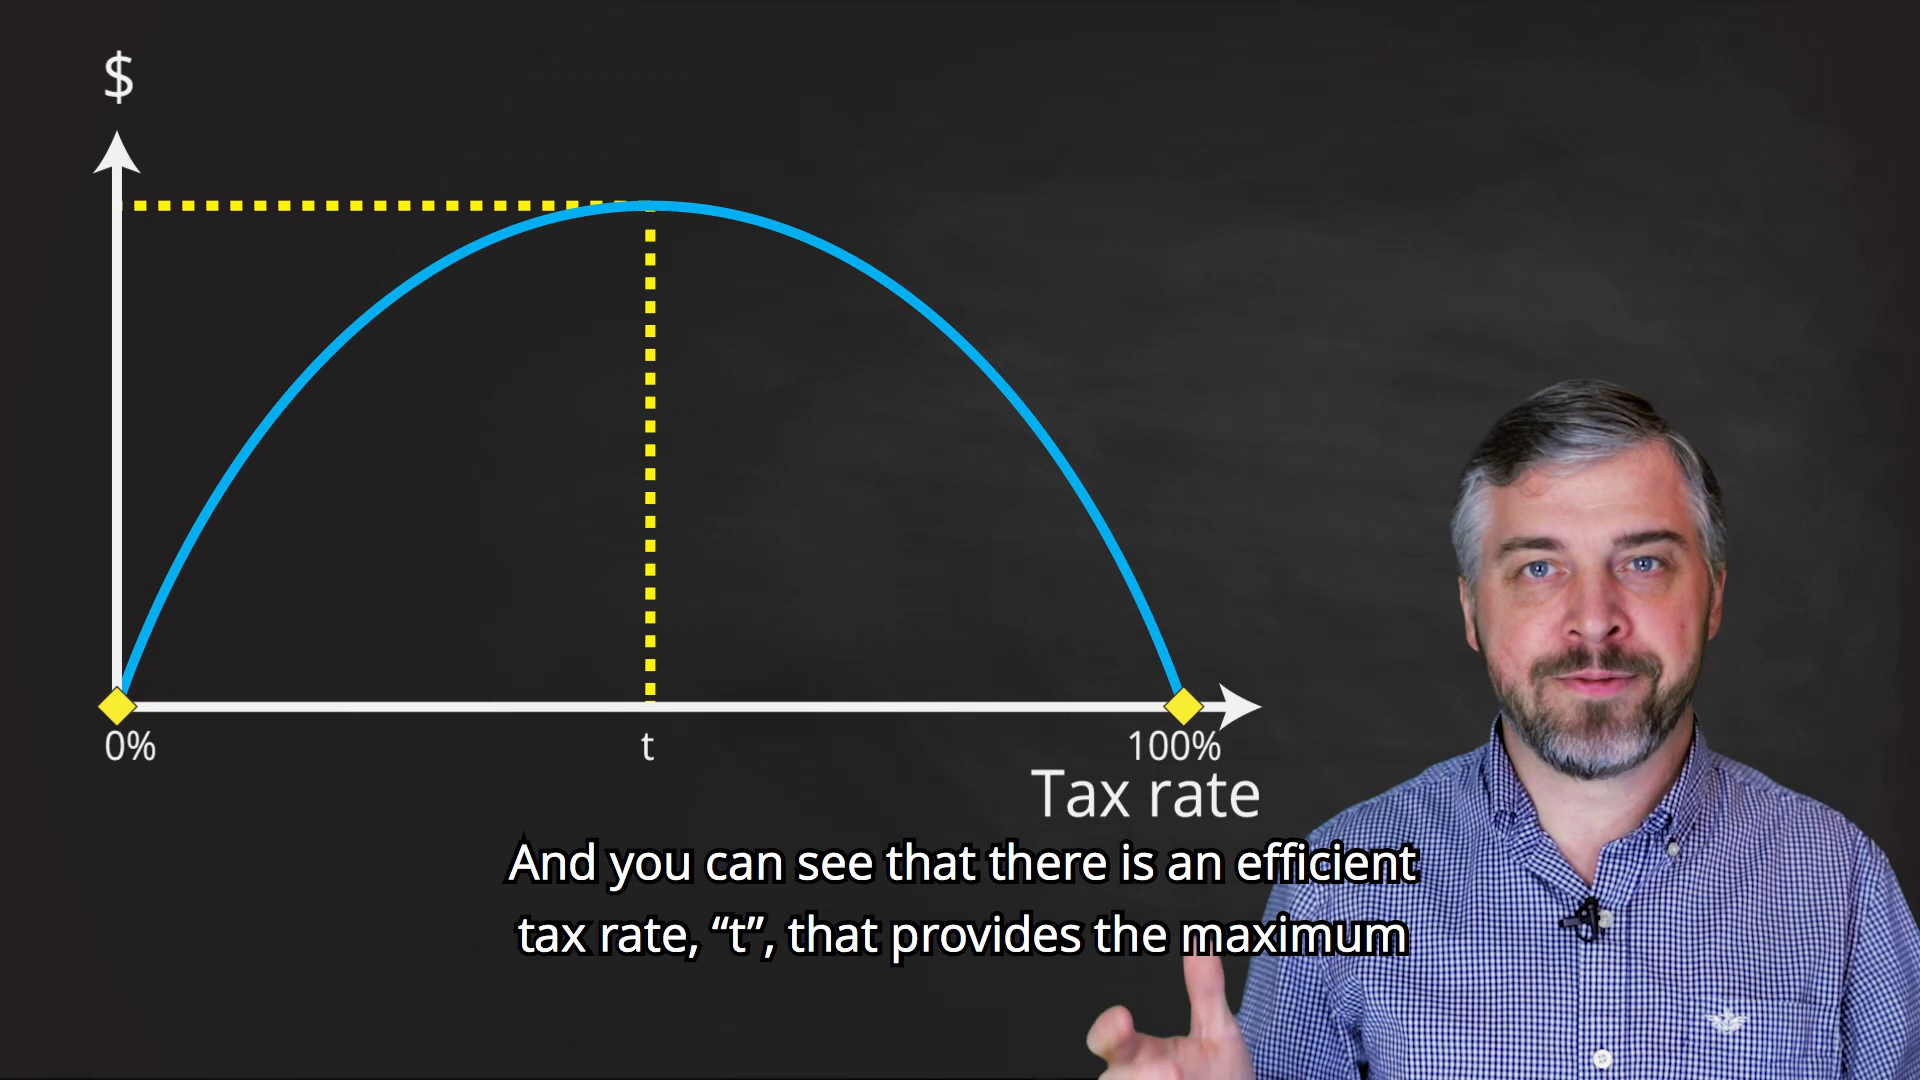 $
0%
t
100%
Tax rate
And you can see that there is an efficient
tax rate, “t”, that provides the maximum